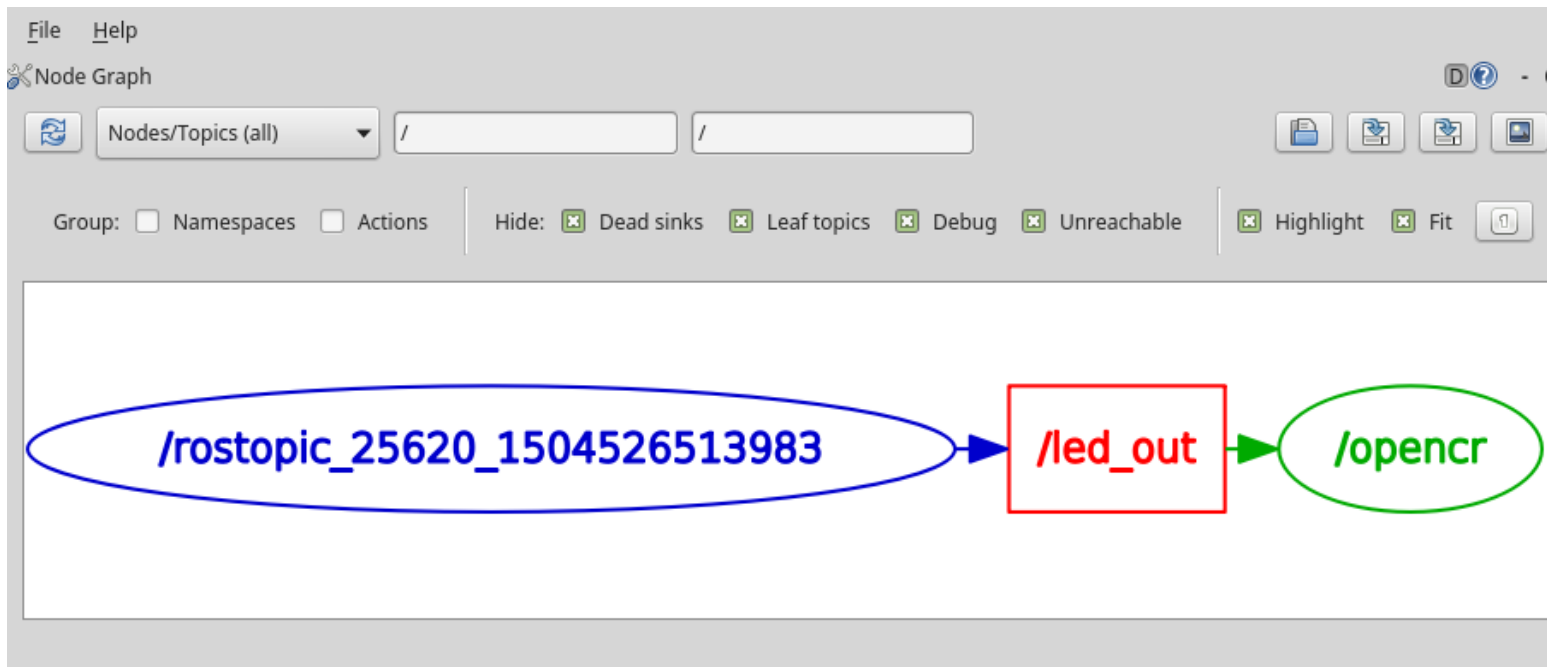 File Help
Node Graph D ? -
Nodes/Topics (all) / /
Group: Namespaces Actions Hide: Dead sinks Leaf topics Debug Unreachable Highlight Fit
/rostopic_25620_1504526513983 /led_out /opencr